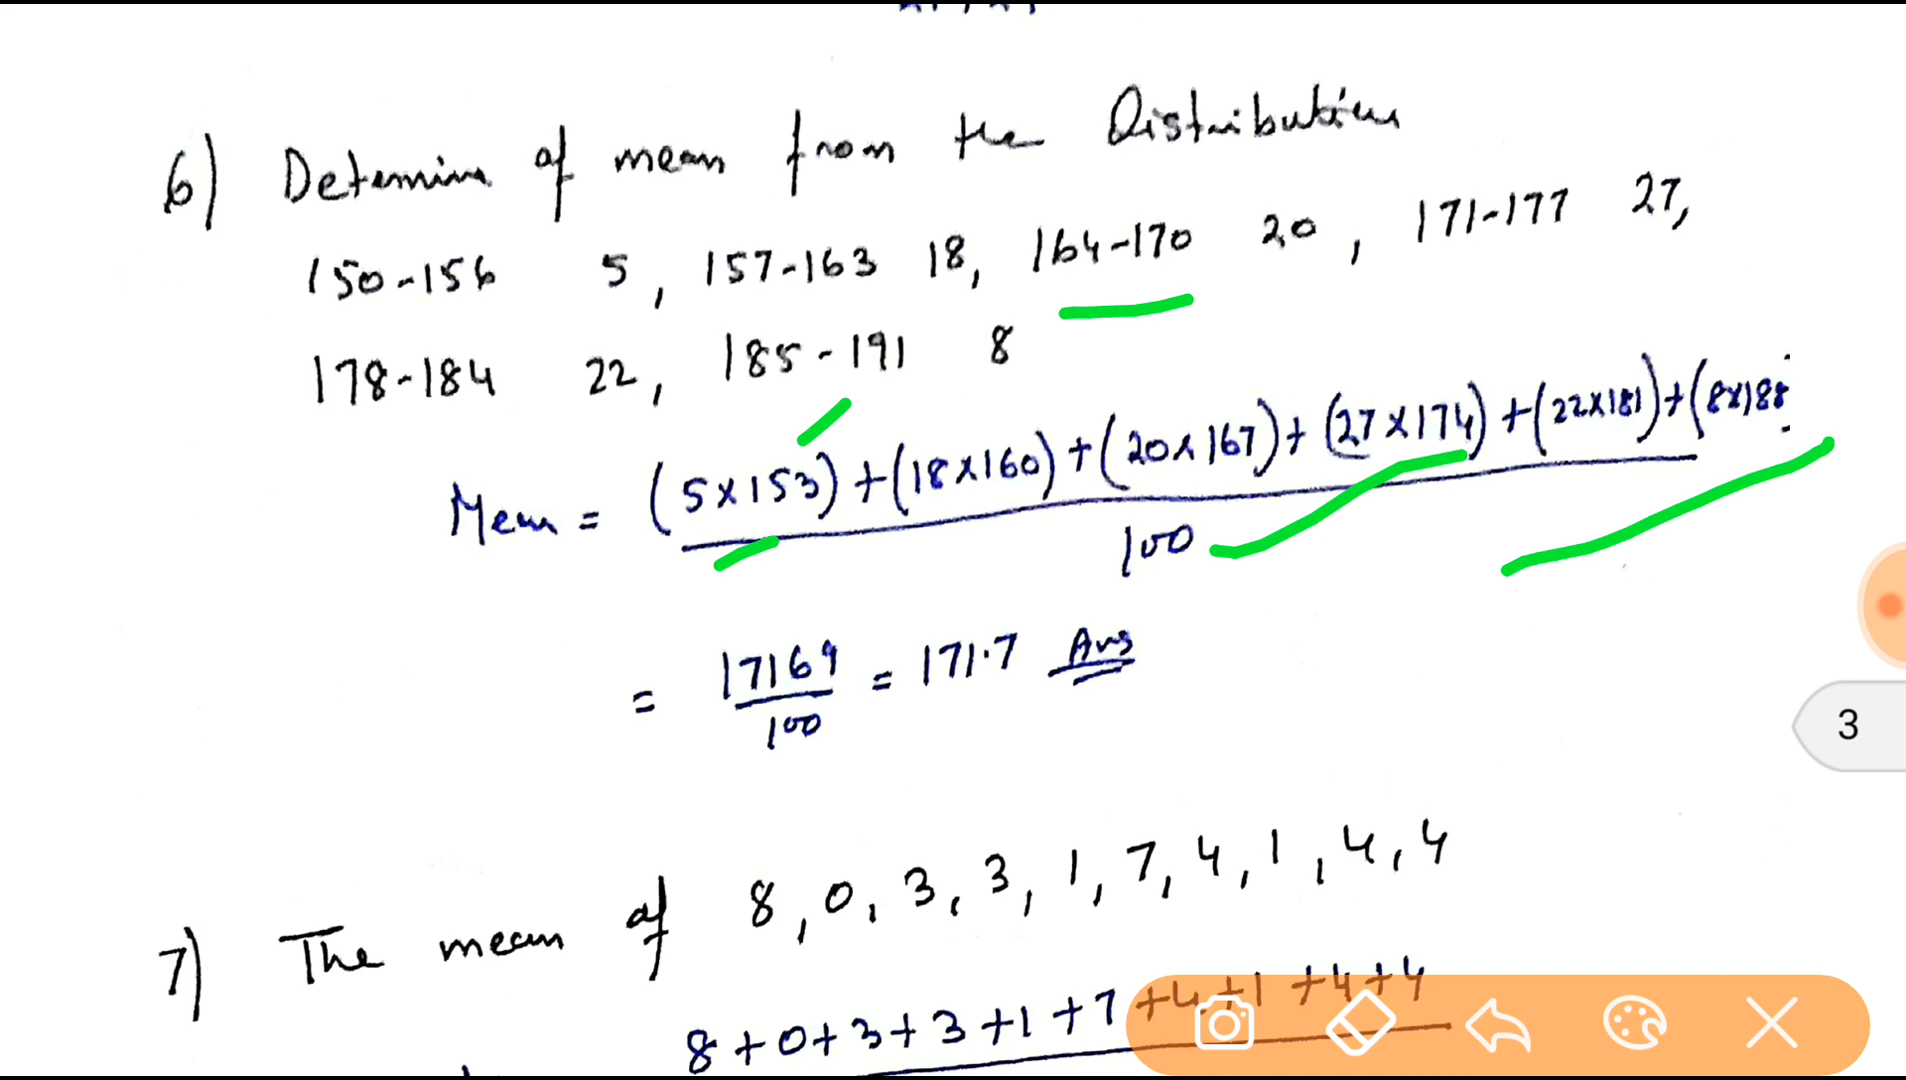 6) Determine of mean from the Distribution
150-156 5, 157-163 18, 164-170 20, 171-177 27,
178-184 22, 185-191 8
Mean = (5×153)+(18×160)+(20×167)+(27×174)+(22×181)+(8×188
100
= 17169/100 = 171.7 Ans
3
7) The mean of 8, 0, 3, 3, 1, 7, 4, 1, 4, 4
8+0+3+3+1+7+4+1+4+4